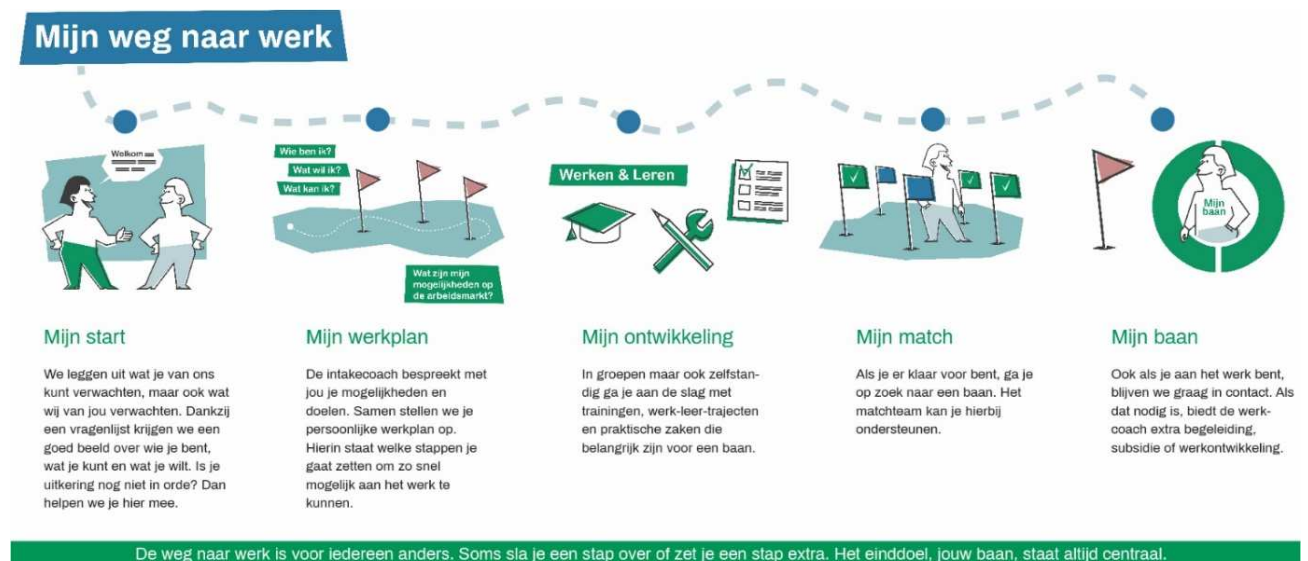 Mijn weg naar werk
Welkom
Wie ben ik?
Wat wil ik?
Wat kan ik?
Wat zijn mijn
mogelijkheden op
de arbeidsmarkt?
Werken & Leren
Mijn
baan
Mijn start
We leggen uit wat je van ons
kunt verwachten, maar ook wat
wij van jou verwachten. Dankzij
een vragenlijst krijgen we een
goed beeld over wie je bent,
wat je kunt en wat je wilt. Is je
uitkering nog niet in orde? Dan
helpen we je hier mee.
Mijn werkplan
De intakecoach bespreekt met
jou je mogelijkheden en
doelen. Samen stellen we je
persoonlijke werkplan op.
Hierin staat welke stappen je
gaat zetten om zo snel
mogelijk aan het werk te
kunnen.
Mijn ontwikkeling
In groepen maar ook zelfstan-
dig ga je aan de slag met
trainingen, werk-leer-trajecten
en praktische zaken die
belangrijk zijn voor een baan.
Mijn match
Als je er klaar voor bent, ga je
op zoek naar een baan. Het
matchteam kan je hierbij
ondersteunen.
Mijn baan
Ook als je aan het werk bent,
blijven we graag in contact. Als
dat nodig is, biedt de werk-
coach extra begeleiding,
subsidie of werkontwikkeling.
De weg naar werk is voor iedereen anders. Soms sla je een stap over of zet je een stap extra. Het einddoel, jouw baan, staat altijd centraal.